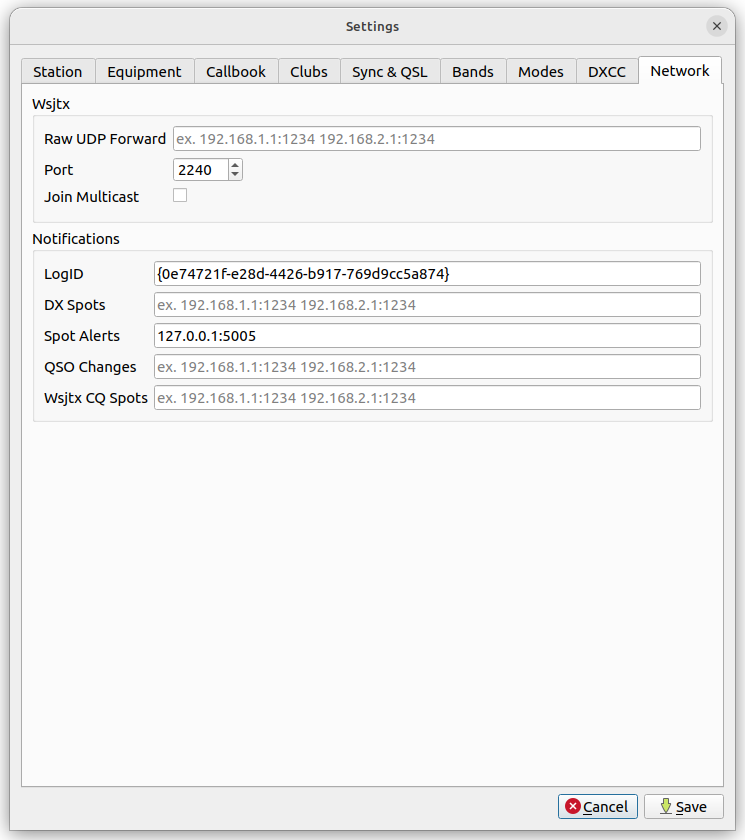 Settings
Station Equipment Callbook Clubs Sync & QSL Bands Modes DXCC Network
Wsjtx
Raw UDP Forward ex. 192.168.1.1:1234 192.168.2.1:1234
Port 2240
Join Multicast
Notifications
LogID {0e74721f-e28d-4426-b917-769d9cc5a874}
DX Spots ex. 192.168.1.1:1234 192.168.2.1:1234
Spot Alerts 127.0.0.1:5005
QSO Changes ex. 192.168.1.1:1234 192.168.2.1:1234
Wsjtx CQ Spots ex. 192.168.1.1:1234 192.168.2.1:1234
Cancel Save